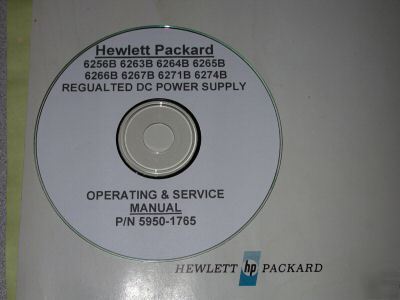 Hewlett Packard
6256B 6263B 6264B 6265B
6266B 6267B 6271B 6274B
REGUALTED DC POWER SUPPLY
OPERATING & SERVICE
MANUAL
P/N 5950-1765
HEWLETT hp PACKARD